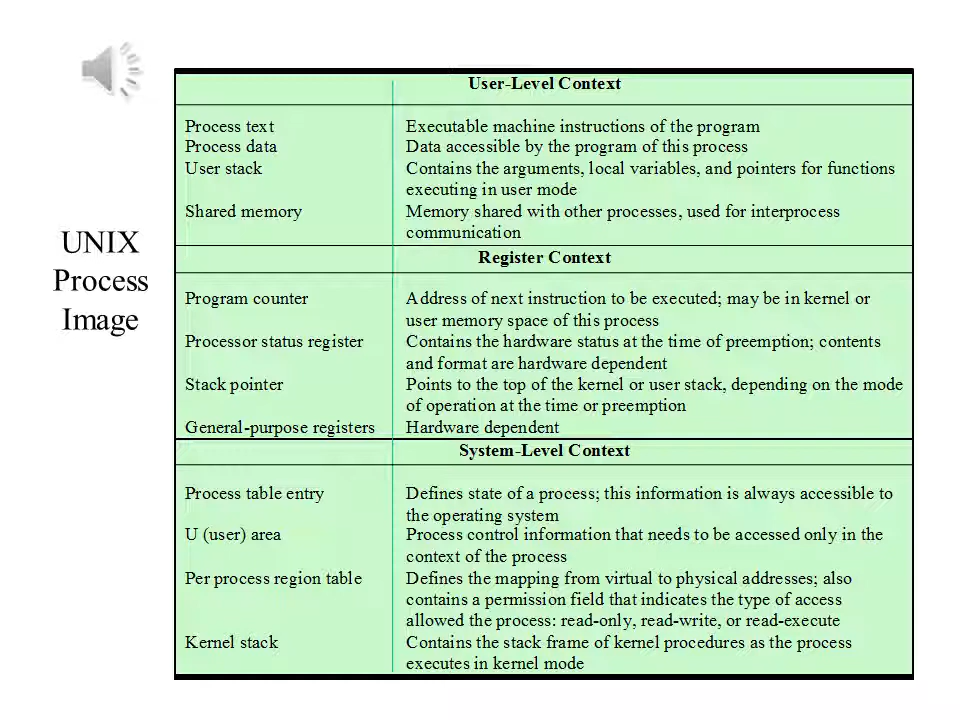 UNIX
Process
Image
User-Level Context
Process text Executable machine instructions of the program
Process data Data accessible by the program of this process
User stack Contains the arguments, local variables, and pointers for functions
executing in user mode
Shared memory Memory shared with other processes, used for interprocess
communication
Register Context
Program counter Address of next instruction to be executed; may be in kernel or
user memory space of this process
Processor status register Contains the hardware status at the time of preemption; contents
and format are hardware dependent
Stack pointer Points to the top of the kernel or user stack, depending on the mode
of operation at the time or preemption
General-purpose registers Hardware dependent
System-Level Context
Process table entry Defines state of a process; this information is always accessible to
the operating system
U (user) area Process control information that needs to be accessed only in the
context of the process
Per process region table Defines the mapping from virtual to physical addresses; also
contains a permission field that indicates the type of access
allowed the process: read-only, read-write, or read-execute
Kernel stack Contains the stack frame of kernel procedures as the process
executes in kernel mode